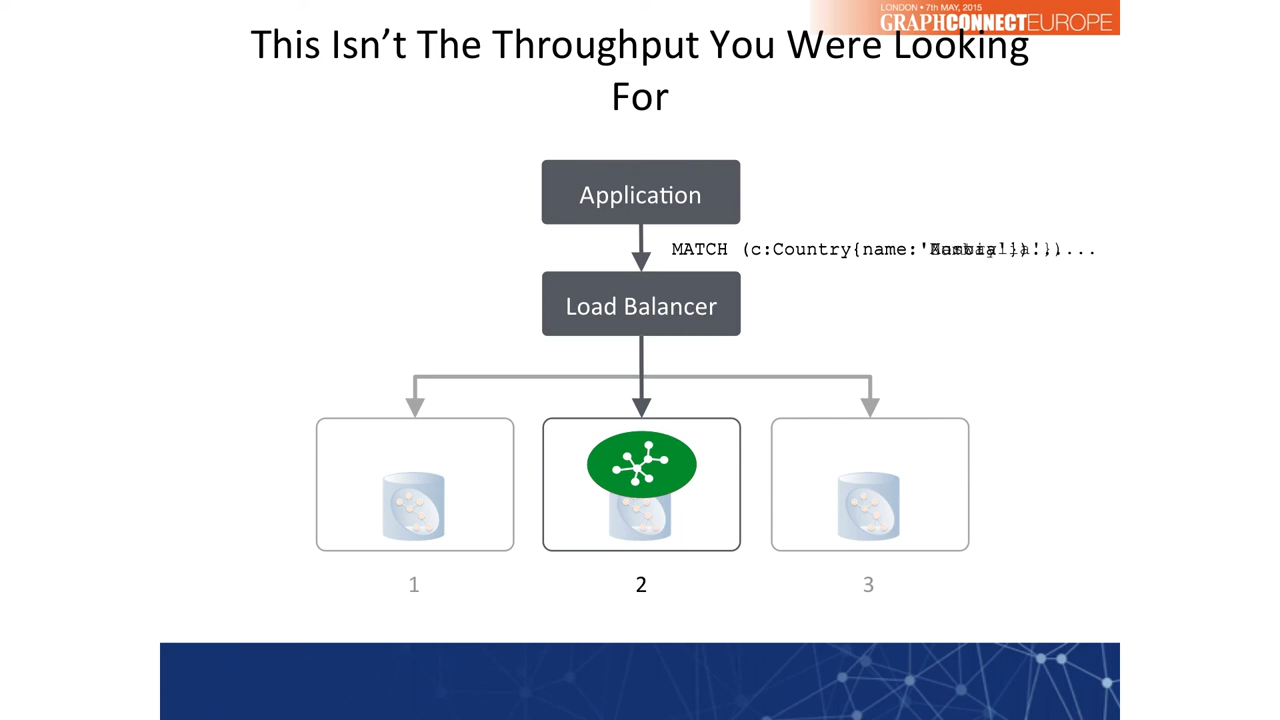 LONDON • 7th MAY, 2015
GRAPHCONNECTEUROPE
This Isn't The Throughput You Were Looking
For
Application
MATCH (c:Country{name:'
Load Balancer
1
2
3